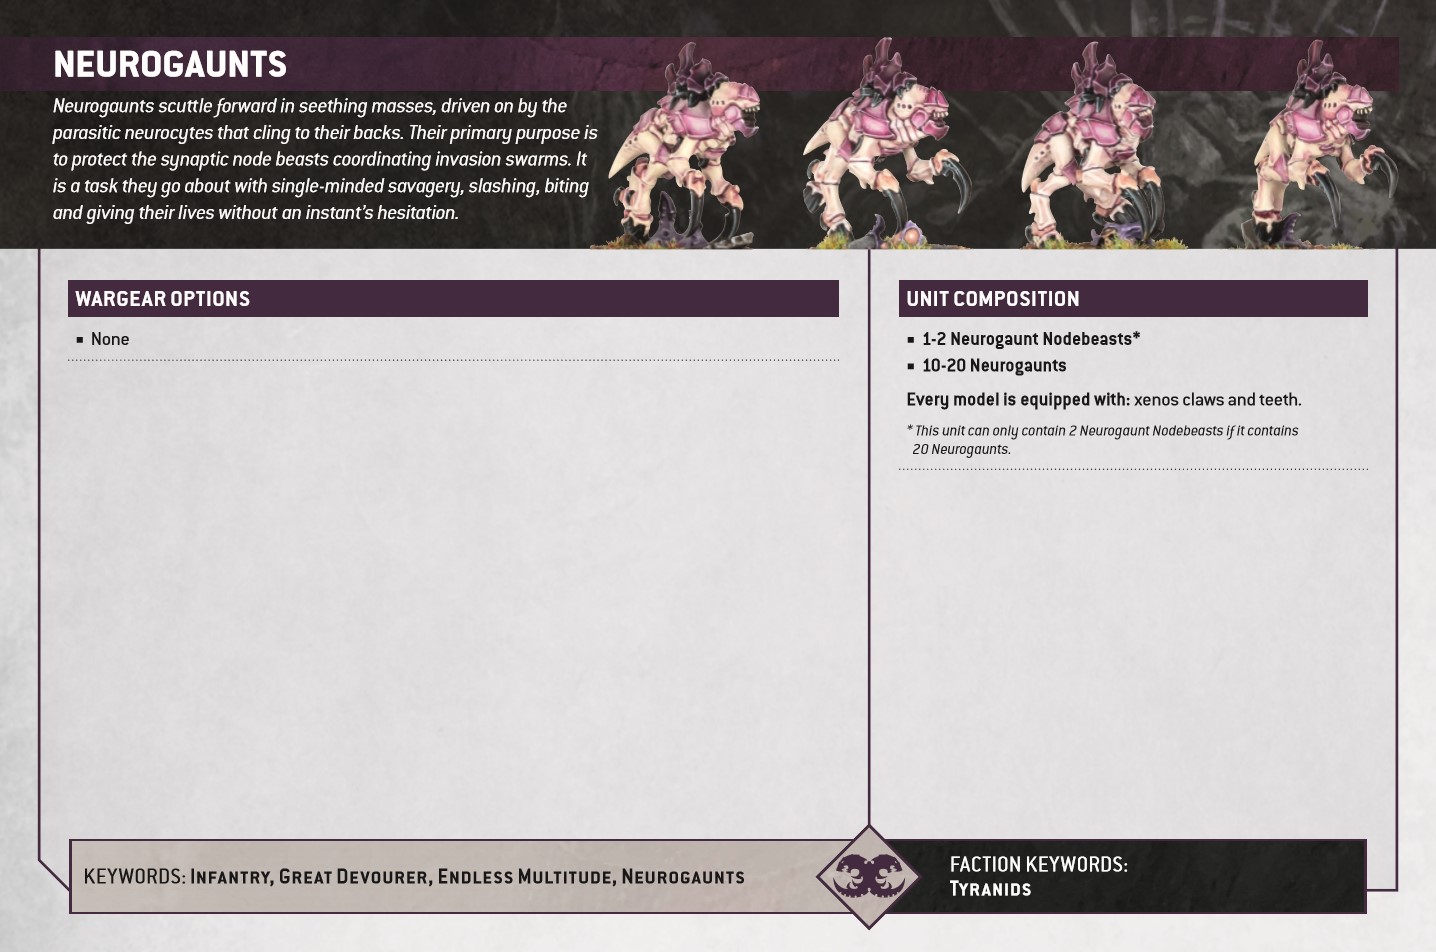 NEUROGAUNTS
Neurogaunts scuttle forward in seething masses, driven on by the
parasitic neurocytes that cling to their backs. Their primary purpose is
to protect the synaptic node beasts coordinating invasion swarms. It
is a task they go about with single-minded savagery, slashing, biting
and giving their lives without an instant's hesitation.
WARGEAR OPTIONS
■ None
UNIT COMPOSITION
■ 1-2 Neurogaunt Nodebeasts*
■ 10-20 Neurogaunts
Every model is equipped with: xenos claws and teeth.
* This unit can only contain 2 Neurogaunt Nodebeasts if it contains
20 Neurogaunts.
KEYWORDS: INFANTRY, GREAT DEVOURER, ENDLESS MULTITUDE, NEUROGAUNTS
FACTION KEYWORDS:
TYRANIDS